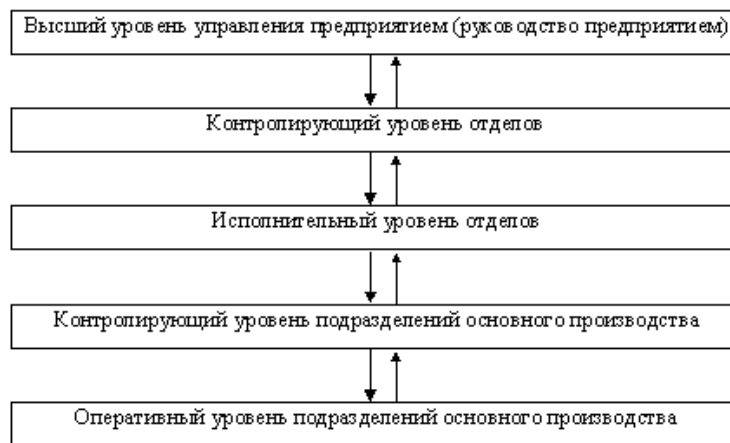 Высший уровень управления предприятием (руководство предприятием)
Контролирующий уровень отделов
Исполнительный уровень отделов
Контролирующий уровень подразделений основного производства
Оперативный уровень подразделений основного производства